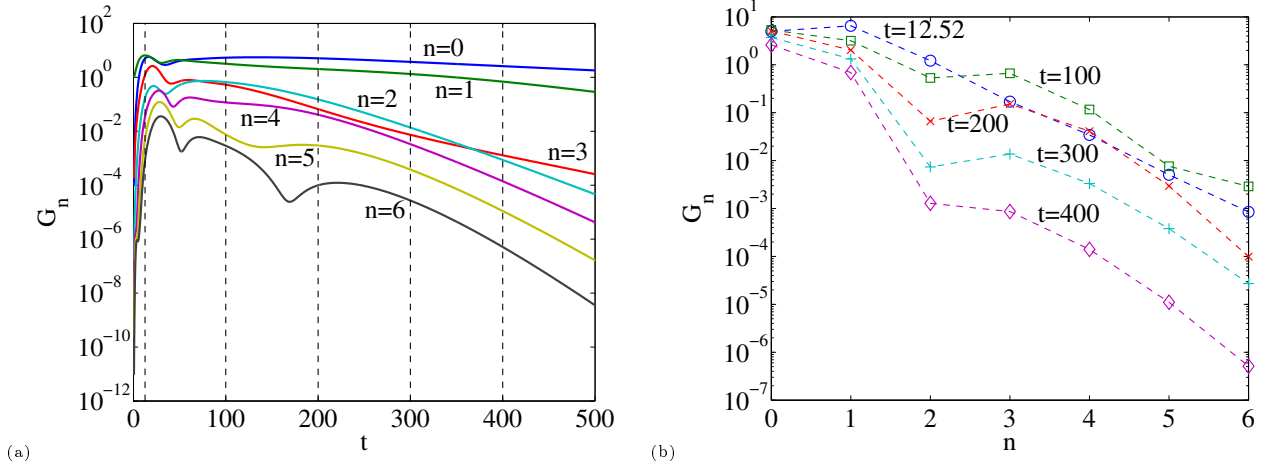 10^2
10^0
10^-2
10^-4
10^-6
10^-8
10^-10
10^-12
G_n
n=0
n=1
n=2
n=4
n=3
n=5
n=6
0 100 200 300 400 500
t
(a)
10^1
10^0
10^-1
10^-2
10^-3
10^-4
10^-5
10^-6
10^-7
G_n
t=12.52
t=100
t=200
t=300
t=400
0 1 2 3 4 5 6
n
(b)